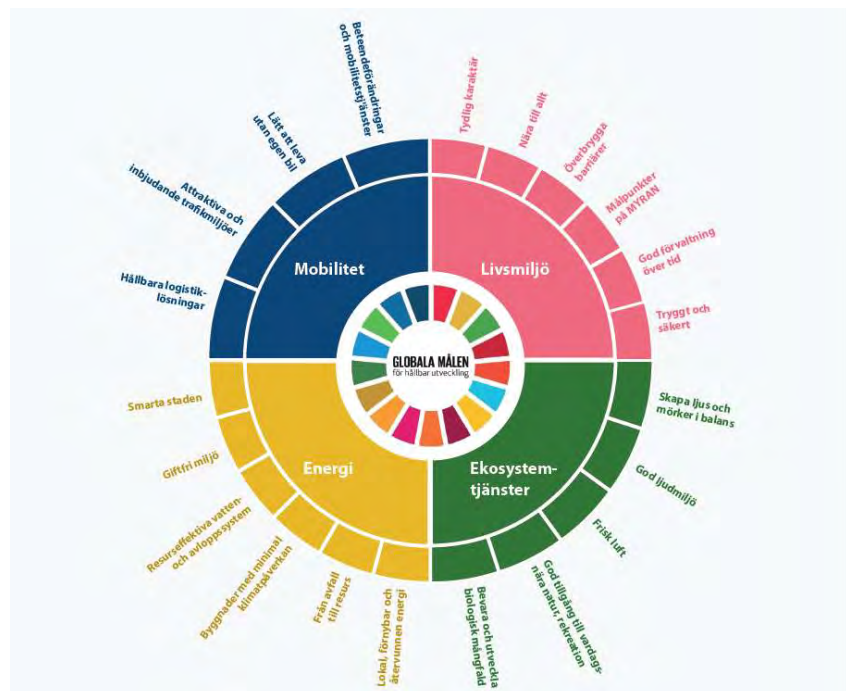 Beteendeförändringar
och mobilitetstjänster
Lätt att leva
utan egen bil
Attraktiva och
inbjudande trafikmiljöer
Hållbara logistik-
lösningar
Mobilitet
Tydlig karaktär
Nära till allt
Överbrygga
barriärer
Målpunkter
på MYRAN
God förvaltning
över tid
Tryggt och
säkert
Livsmiljö
GLOBALA MÅLEN
för hållbar utveckling
Smarta staden
Giftfri miljö
Resurseffektiva vatten-
och avloppssystem
Byggnader med minimal
klimatpåverkan
Från avfall
till resurs
Lokal, förnybar och
återvunnen energi
Energi
Ekosystem-
tjänster
Skapa ljus och
mörker i balans
God ljudmiljö
Frisk luft
God tillgång till vardags-
nära natur, rekreation
Bevara och utveckla
biologisk mångfald